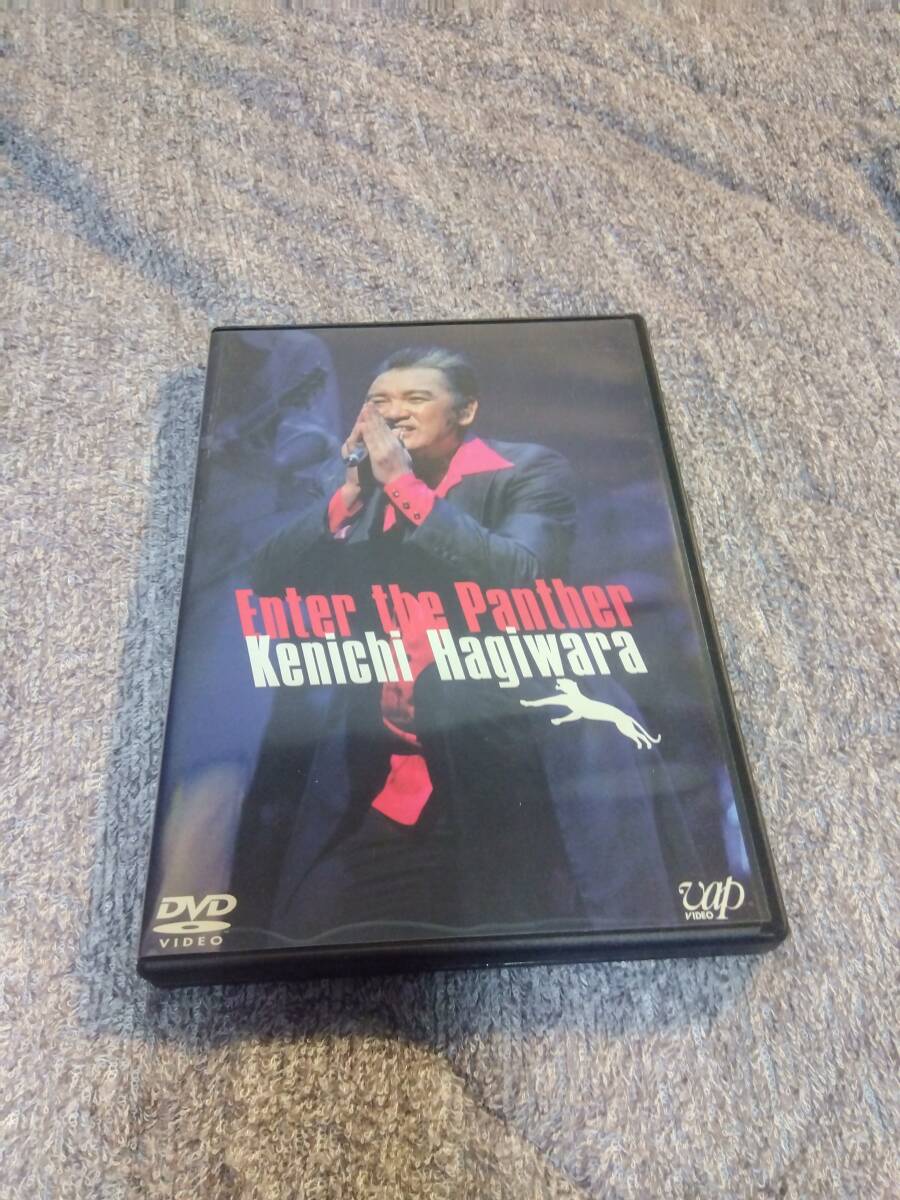 Enter the Panther
Kenichi Hagiwara
DVD
VIDEO
vap
VIDEO